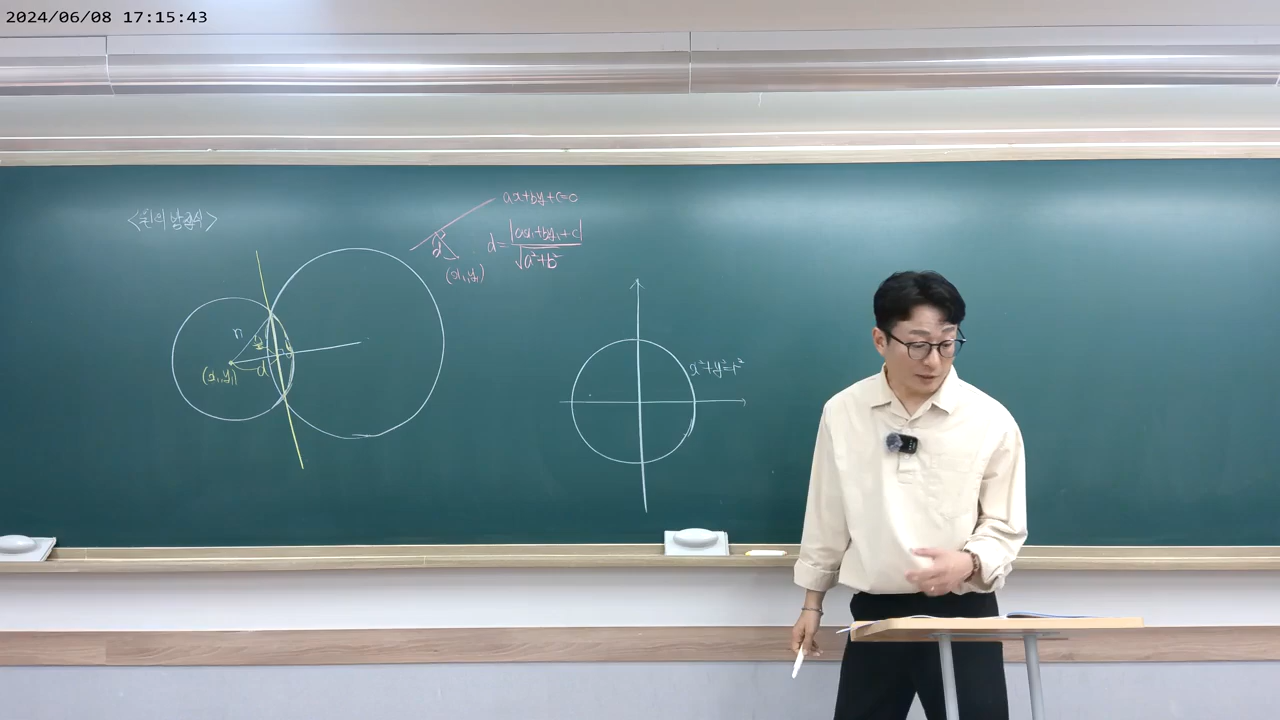 2024/06/08 17:15:43
<원의 방정식>
ax+by+c=0
d
d=|ax₁+by₁+c|/√a²+b²
(x₁,y₁)
r₁
d
(x₁,y₁)
x²+y²=r²